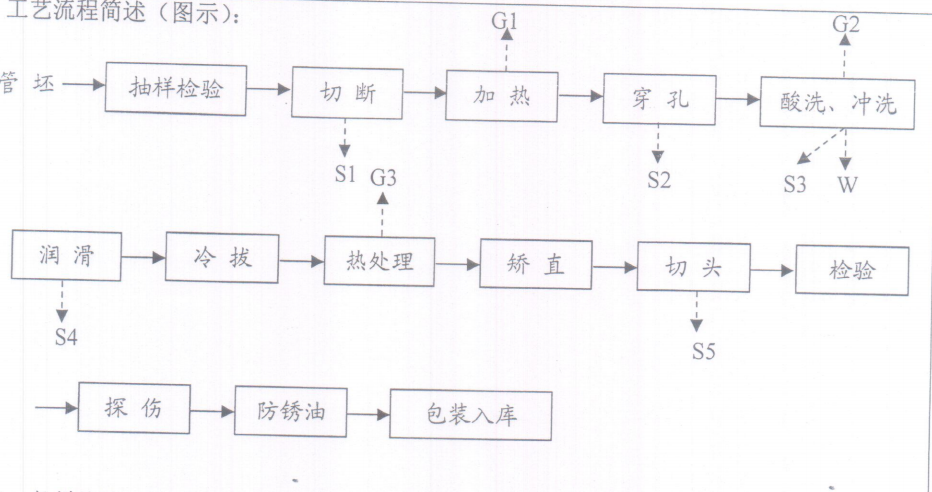 工艺流程简述（图示）：
G1 G2
管 坯 抽样检验 切 断 加 热 穿 孔 酸洗、冲洗
S1 G3 S2 S3 W
润 滑 冷 拔 热处理 矫 直 切 头 检验
S4 S5
探 伤 防锈油 包装入库